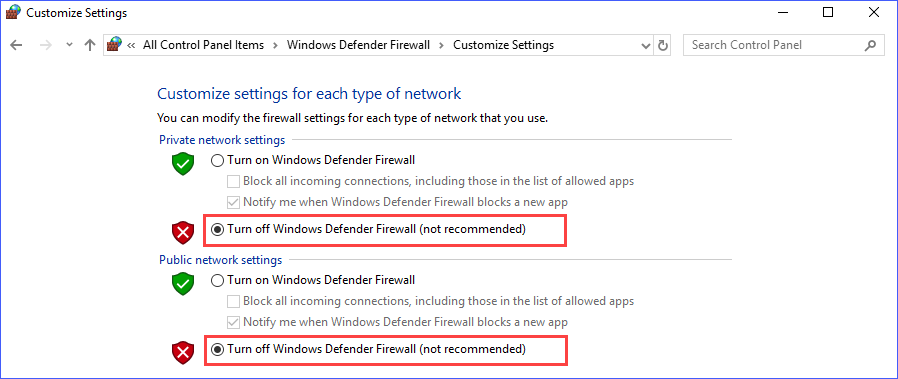 Customize Settings
« All Control Panel Items > Windows Defender Firewall > Customize Settings Search Control Panel
Customize settings for each type of network
You can modify the firewall settings for each type of network that you use.
Private network settings
Turn on Windows Defender Firewall
Block all incoming connections, including those in the list of allowed apps
Notify me when Windows Defender Firewall blocks a new app
Turn off Windows Defender Firewall (not recommended)
Public network settings
Turn on Windows Defender Firewall
Block all incoming connections, including those in the list of allowed apps
Notify me when Windows Defender Firewall blocks a new app
Turn off Windows Defender Firewall (not recommended)